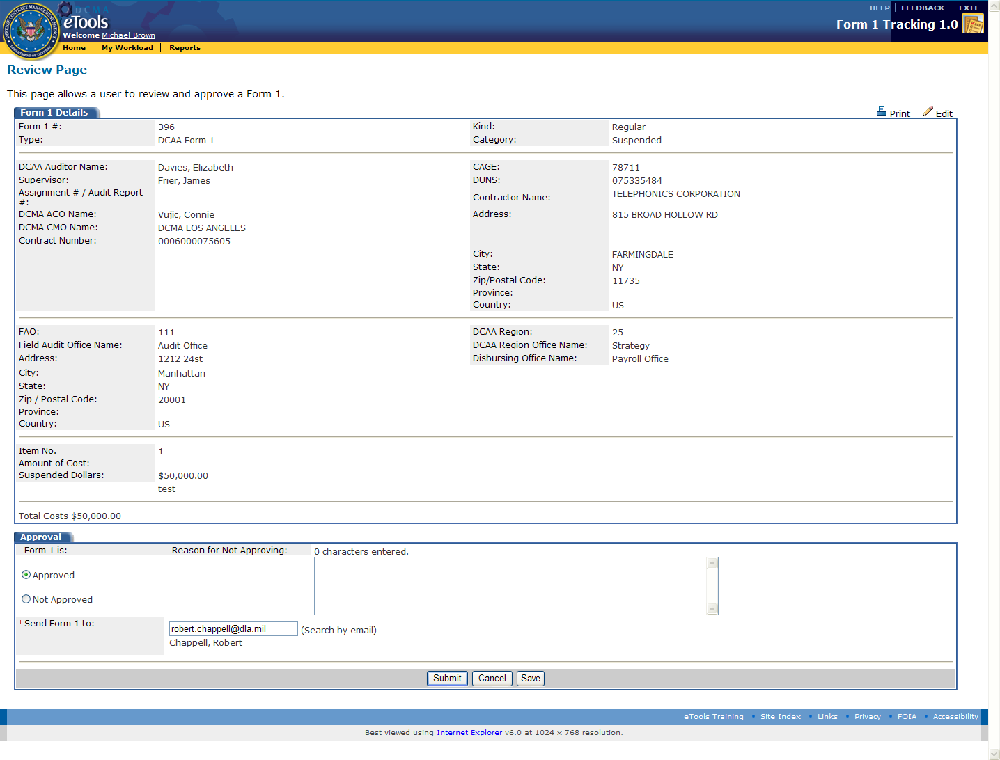 HELP | FEEDBACK | EXIT
DCMA
eTools
Welcome Michael Brown
Form 1 Tracking 1.0
Home | My Workload | Reports
Review Page
This page allows a user to review and approve a Form 1.
Form 1 Details
Print | Edit
Form 1 #: 396 Kind: Regular
Type: DCAA Form 1 Category: Suspended
DCAA Auditor Name: Davies, Elizabeth CAGE: 78711
Supervisor: Frier, James DUNS: 075335484
Assignment # / Audit Report #: Contractor Name: TELEPHONICS CORPORATION
DCMA ACO Name: Vujic, Connie Address: 815 BROAD HOLLOW RD
DCMA CMO Name: DCMA LOS ANGELES
Contract Number: 0006000075605
City: FARMINGDALE
State: NY
Zip/Postal Code: 11735
Province:
Country: US
FAO: 111 DCAA Region: 25
Field Audit Office Name: Audit Office DCAA Region Office Name: Strategy
Address: 1212 24st Disbursing Office Name: Payroll Office
City: Manhattan
State: NY
Zip / Postal Code: 20001
Province:
Country: US
Item No. 1
Amount of Cost:
Suspended Dollars: $50,000.00
test
Total Costs $50,000.00
Approval
Form 1 is: Reason for Not Approving: 0 characters entered.
Approved
Not Approved
*Send Form 1 to: robert.chappell@dla.mil (Search by email)
Chappell, Robert
Submit Cancel Save
eTools Training • Site Index • Links • Privacy • FOIA • Accessibility
Best viewed using Internet Explorer v6.0 at 1024 x 768 resolution.